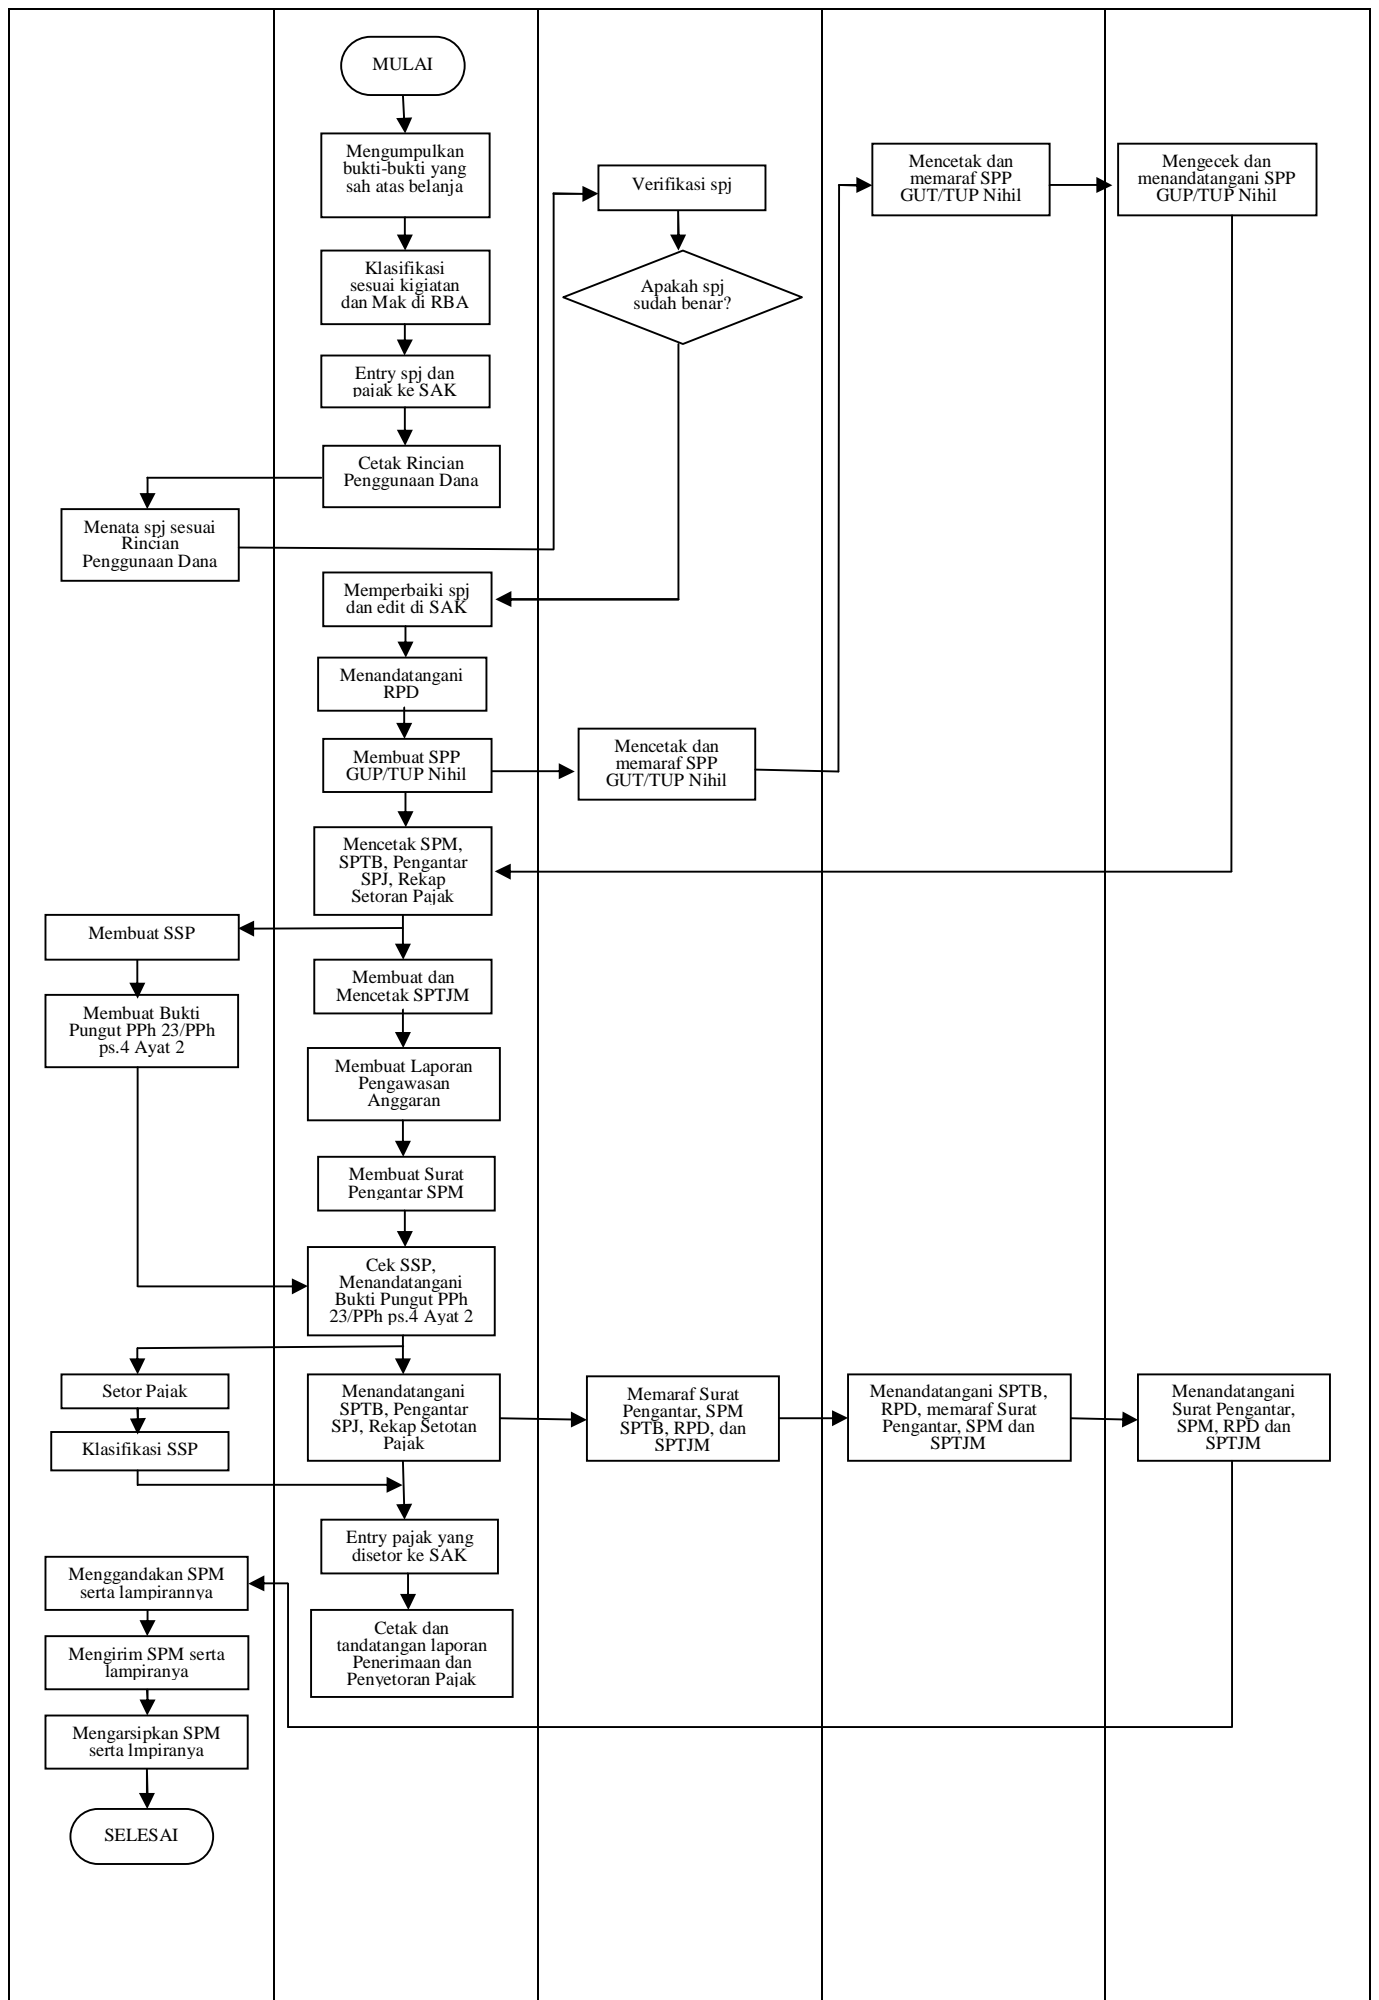 MULAI
Mengumpulkan
bukti-bukti yang
sah atas belanja
Klasifikasi
sesuai kigiatan
dan Mak di RBA
Entry spj dan
pajak ke SAK
Cetak Rincian
Penggunaan Dana
Menata spj sesuai
Rincian
Penggunaan Dana
Verifikasi spj
Apakah spj
sudah benar?
Memperbaiki spj
dan edit di SAK
Menandatangani
RPD
Membuat SPP
GUP/TUP Nihil
Mencetak dan
memaraf SPP
GUT/TUP Nihil
Mencetak dan
memaraf SPP
GUT/TUP Nihil
Mengecek dan
menandatangani SPP
GUP/TUP Nihil
Mencetak SPM,
SPTB, Pengantar
SPJ, Rekap
Setoran Pajak
Membuat SSP
Membuat Bukti
Pungut PPh 23/PPh
ps.4 Ayat 2
Membuat dan
Mencetak SPTJM
Membuat Laporan
Pengawasan
Anggaran
Membuat Surat
Pengantar SPM
Cek SSP,
Menandatangani
Bukti Pungut PPh
23/PPh ps.4 Ayat 2
Setor Pajak
Klasifikasi SSP
Menandatangani
SPTB, Pengantar
SPJ, Rekap Setotan
Pajak
Memaraf Surat
Pengantar, SPM
SPTB, RPD, dan
SPTJM
Menandatangani SPTB,
RPD, memaraf Surat
Pengantar, SPM dan
SPTJM
Menandatangani
Surat Pengantar,
SPM, RPD dan
SPTJM
Entry pajak yang
disetor ke SAK
Cetak dan
tandatangan laporan
Penerimaan dan
Penyetoran Pajak
Menggandakan SPM
serta lampirannya
Mengirim SPM serta
lampiranya
Mengarsipkan SPM
serta lmpiranya
SELESAI